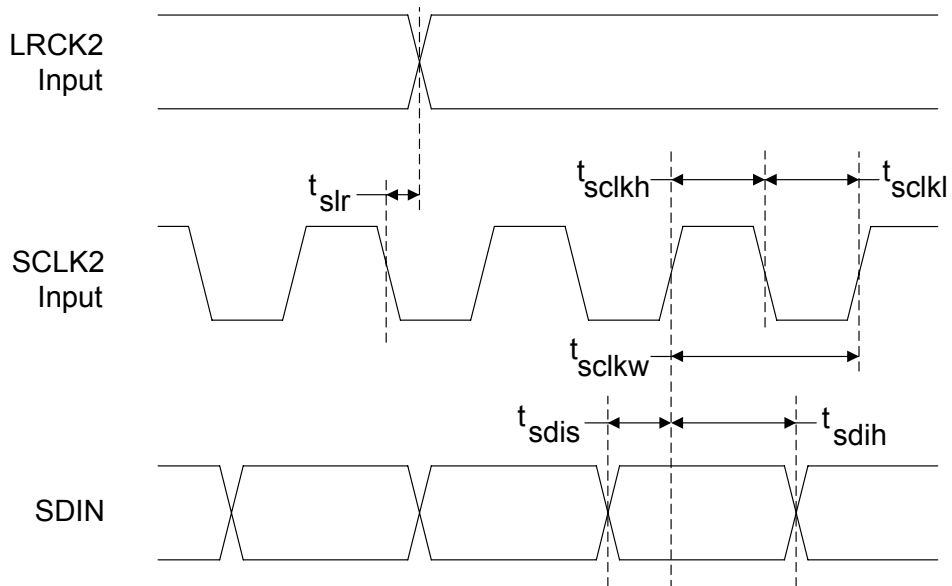 LRCK2
Input
tslr
tsclkh
tsclkl
SCLK2
Input
tsclkw
tsdis
tsdih
SDIN